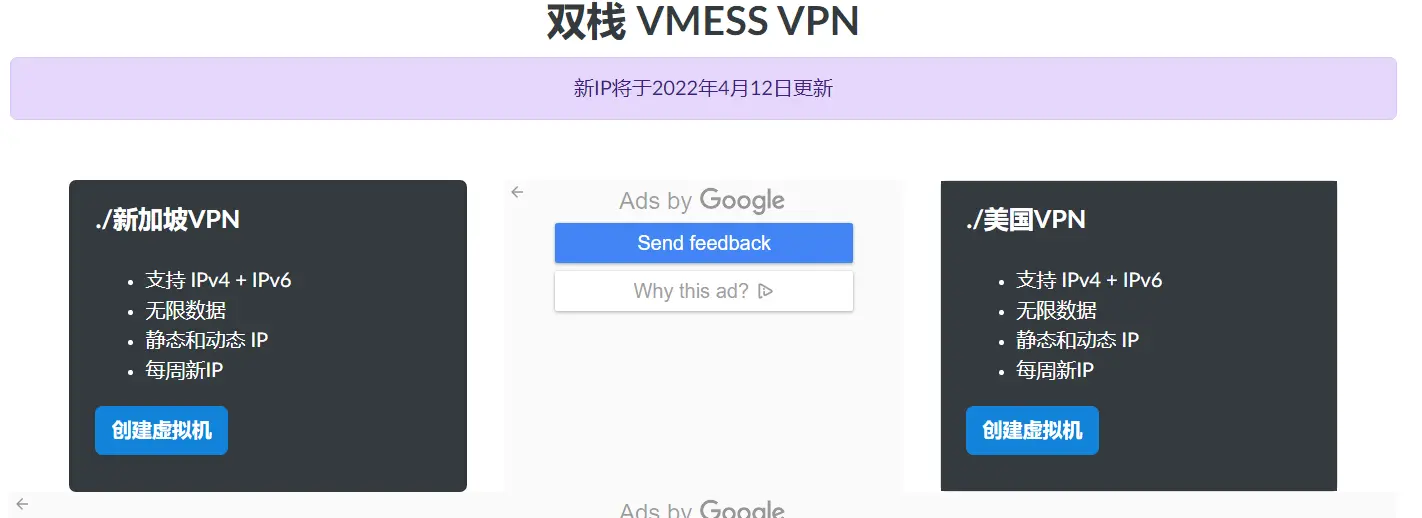 双栈 VMESS VPN
新IP将于2022年4月12日更新
./新加坡VPN
支持 IPv4 + IPv6
无限数据
静态和动态 IP
每周新IP
创建虚拟机
Ads by Google
Send feedback
Why this ad?
./美国VPN
支持 IPv4 + IPv6
无限数据
静态和动态 IP
每周新IP
创建虚拟机
Ads by Google